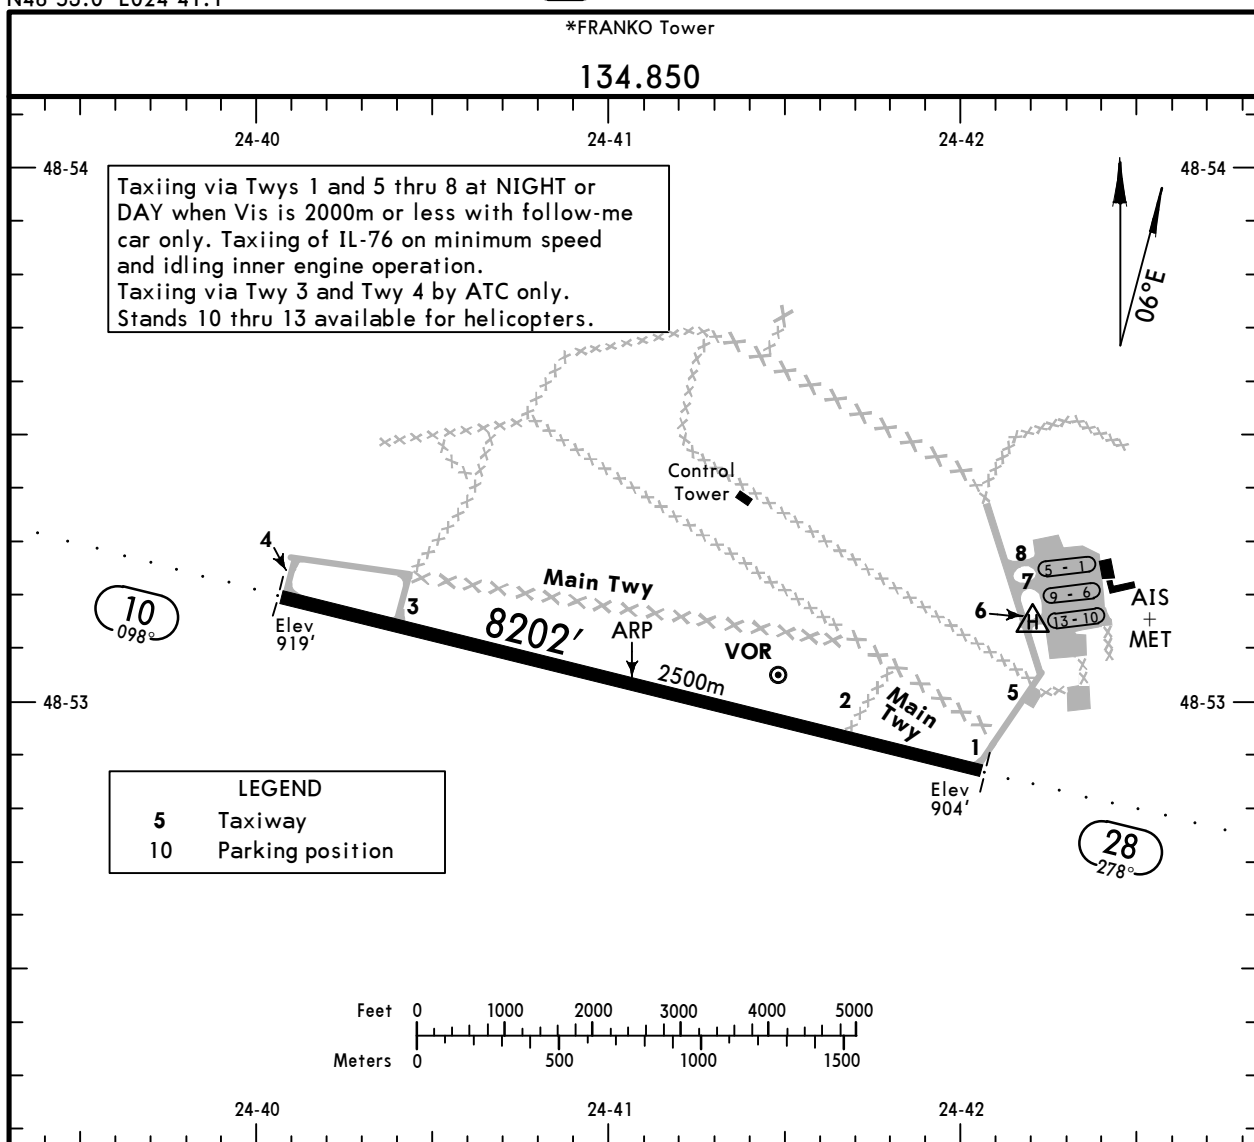 *FRANKO Tower
134.850
24-40
24-41
24-42
48-54
48-54
Taxiing via Twys 1 and 5 thru 8 at NIGHT or
DAY when Vis is 2000m or less with follow-me
car only. Taxiing of IL-76 on minimum speed
and idling inner engine operation.
Taxiing via Twy 3 and Twy 4 by ATC only.
Stands 10 thru 13 available for helicopters.
06°E
Control
Tower
4
10
098°
Elev
919'
3
Main Twy
8202'
ARP
VOR
2500m
2
Main
Twy
1
Elev
904'
8
7
6
5
5 - 1
9 - 6
13 - 10
H
AIS
+
MET
48-53
48-53
28
278°
LEGEND
5 Taxiway
10 Parking position
Feet 0 1000 2000 3000 4000 5000
Meters 0 500 1000 1500
24-40
24-41
24-42